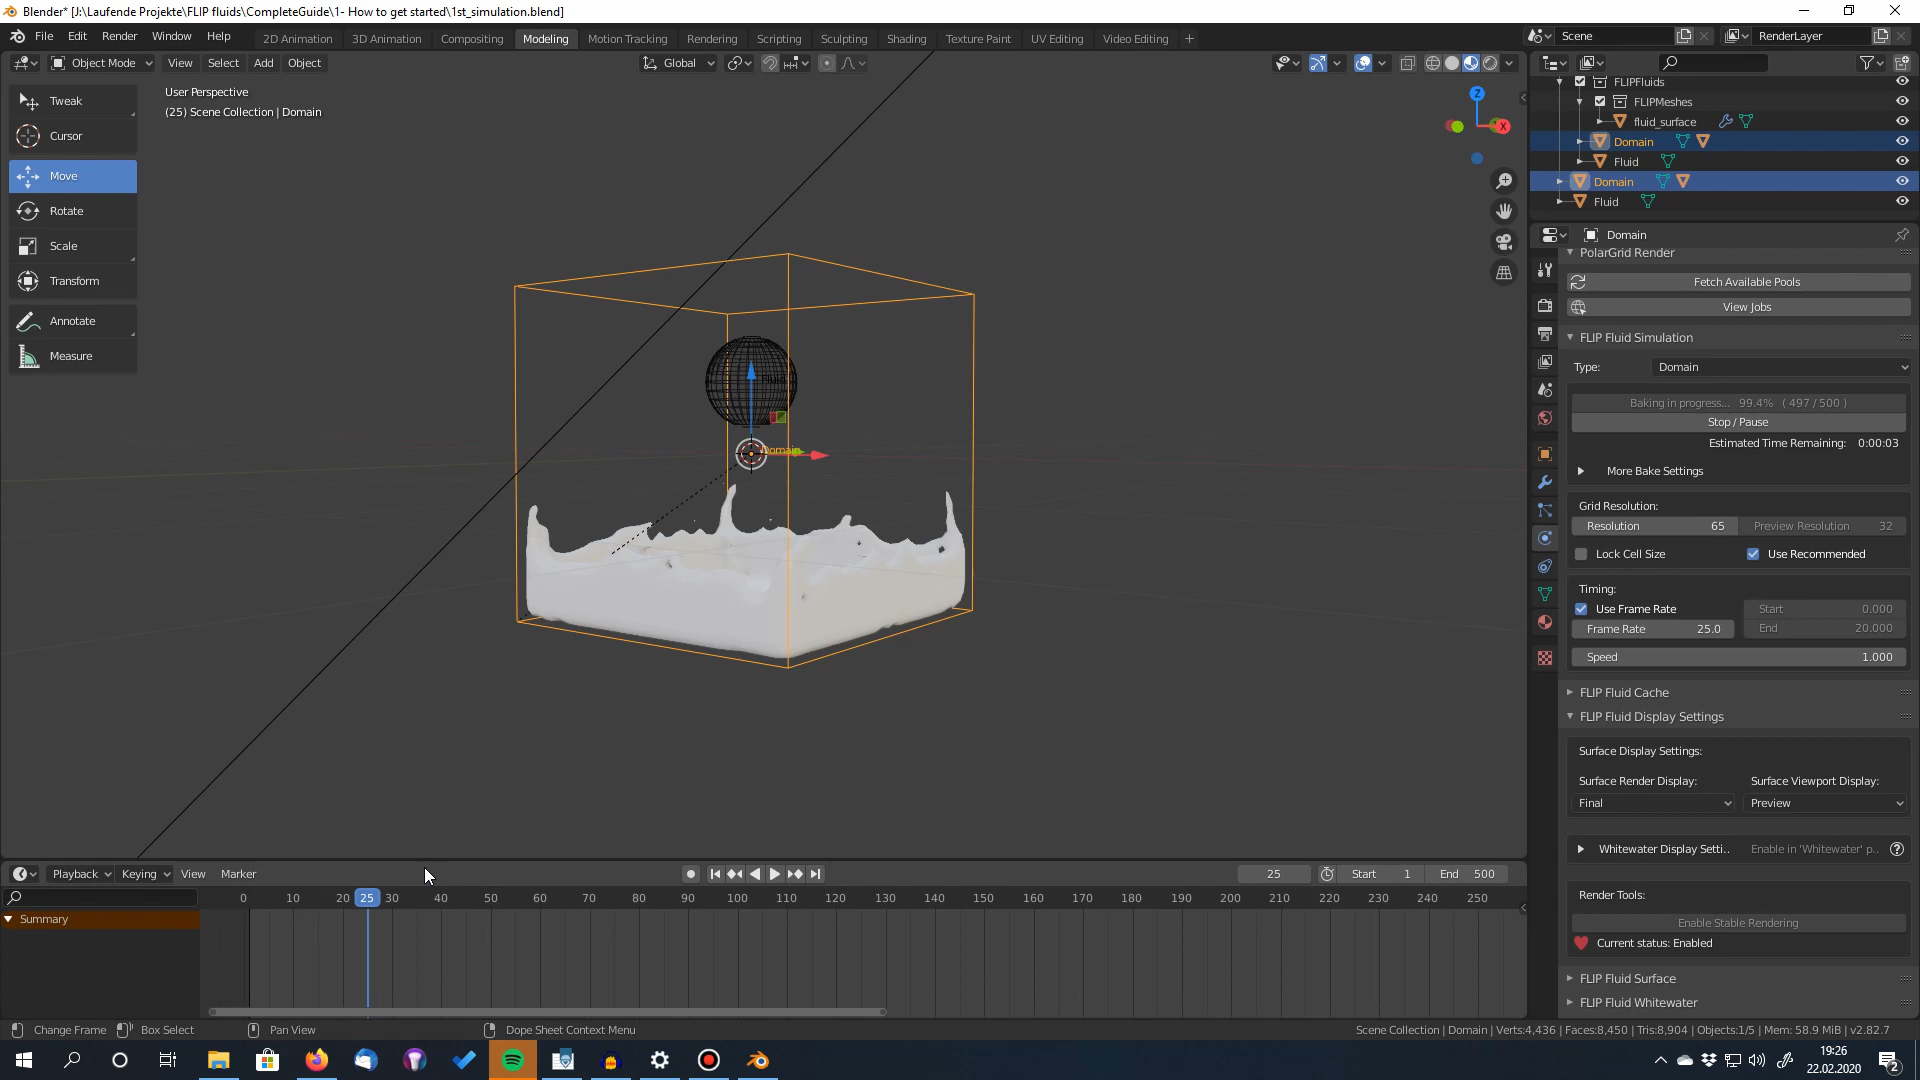 Blender* [J:\Laufende Projekte\FLIP fluids\CompleteGuide\1- How to get started\1st_simulation.blend]
File Edit Render Window Help
2D Animation 3D Animation Compositing Modeling Motion Tracking Rendering Scripting Sculpting Shading Texture Paint UV Editing Video Editing +
Scene RenderLayer
Object Mode View Select Add Object
Global
User Perspective
(25) Scene Collection | Domain
Tweak
Cursor
Move
Rotate
Scale
Transform
Annotate
Measure
Z
X
Fluid
Domain
FLIPFluids
FLIPMeshes
fluid_surface
Domain
Fluid
Domain
Fluid
Domain
PolarGrid Render
Fetch Available Pools
View Jobs
FLIP Fluid Simulation
Type: Domain
Baking in progress... 99.4% ( 497 / 500 )
Stop / Pause
Estimated Time Remaining: 0:00:03
More Bake Settings
Grid Resolution:
Resolution 65 Preview Resolution 32
Lock Cell Size Use Recommended
Timing:
Use Frame Rate Start 0.000
Frame Rate 25.0 End 20.000
Speed 1.000
FLIP Fluid Cache
FLIP Fluid Display Settings
Surface Display Settings:
Surface Render Display: Surface Viewport Display:
Final Preview
Whitewater Display Setti.. Enable in 'Whitewater' p..
Render Tools:
Enable Stable Rendering
Current status: Enabled
FLIP Fluid Surface
FLIP Fluid Whitewater
Playback Keying View Marker
25 Start 1 End 500
0 10 20 25 30 40 50 60 70 80 90 100 110 120 130 140 150 160 170 180 190 200 210 220 230 240 250
Summary
Change Frame Box Select Pan View Dope Sheet Context Menu
Scene Collection | Domain | Verts:4,436 | Faces:8,450 | Tris:8,904 | Objects:1/5 | Mem: 58.9 MiB | v2.82.7
19:26
22.02.2020
2